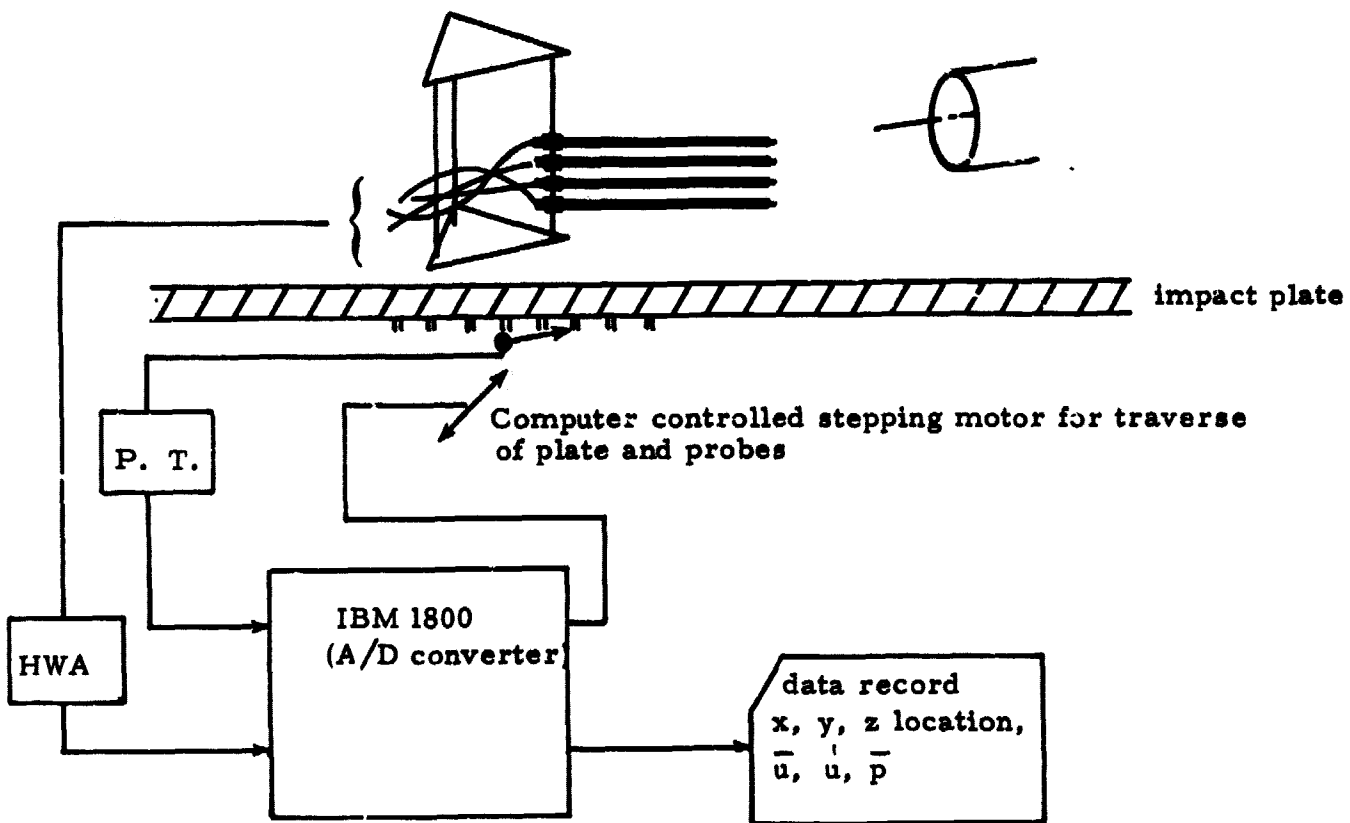 impact plate
Computer controlled stepping motor for traverse
of plate and probes
P. T.
IBM 1800
(A/D converter)
HWA
data record
x, y, z location,
u̅, u', p̅